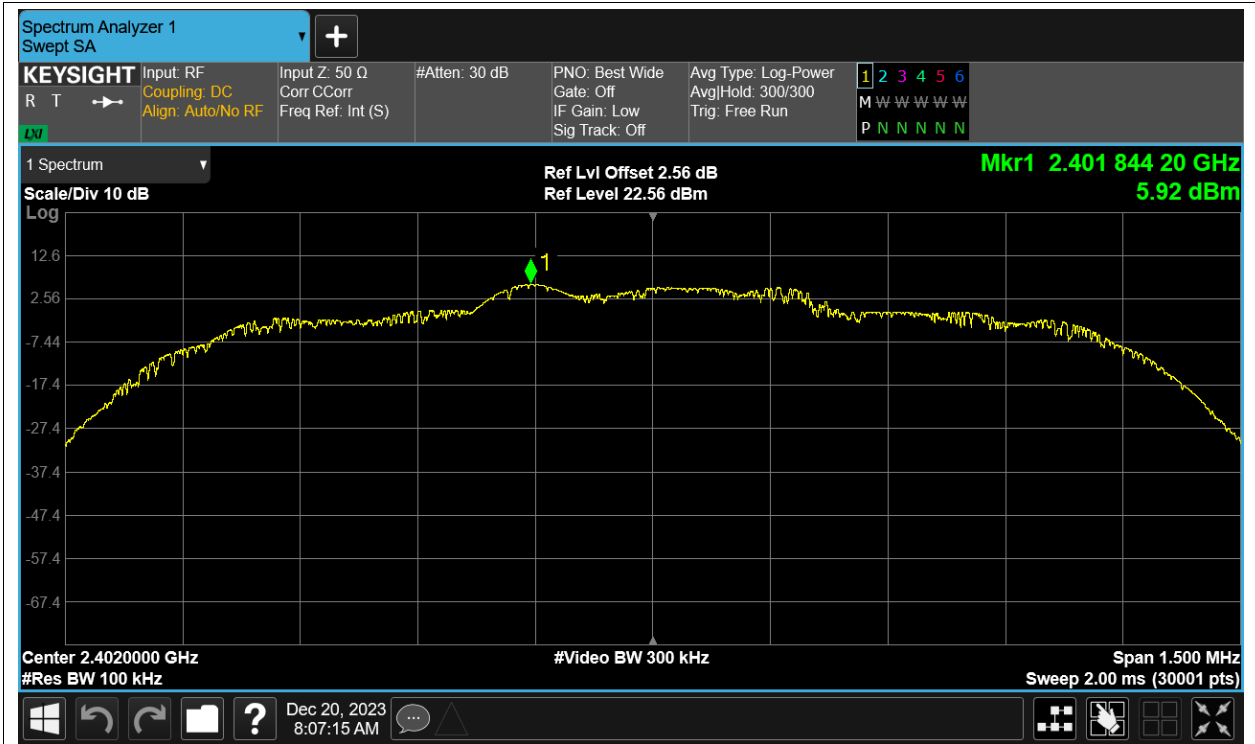 Spectrum Analyzer 1
Swept SA
+
KEYSIGHT
R T
LXI
Input: RF
Coupling: DC
Align: Auto/No RF
Input Z: 50 Ω
Corr CCorr
Freq Ref: Int (S)
#Atten: 30 dB
PNO: Best Wide
Gate: Off
IF Gain: Low
Sig Track: Off
Avg Type: Log-Power
Avg|Hold: 300/300
Trig: Free Run
1 2 3 4 5 6
M W W W W W
P N N N N N
1 Spectrum
Scale/Div 10 dB
Log
Ref Lvl Offset 2.56 dB
Ref Level 22.56 dBm
Mkr1 2.401 844 20 GHz
5.92 dBm
12.6
1
2.56
-7.44
-17.4
-27.4
-37.4
-47.4
-57.4
-67.4
Center 2.4020000 GHz
#Video BW 300 kHz
Span 1.500 MHz
#Res BW 100 kHz
Sweep 2.00 ms (30001 pts)
?
Dec 20, 2023
8:07:15 AM